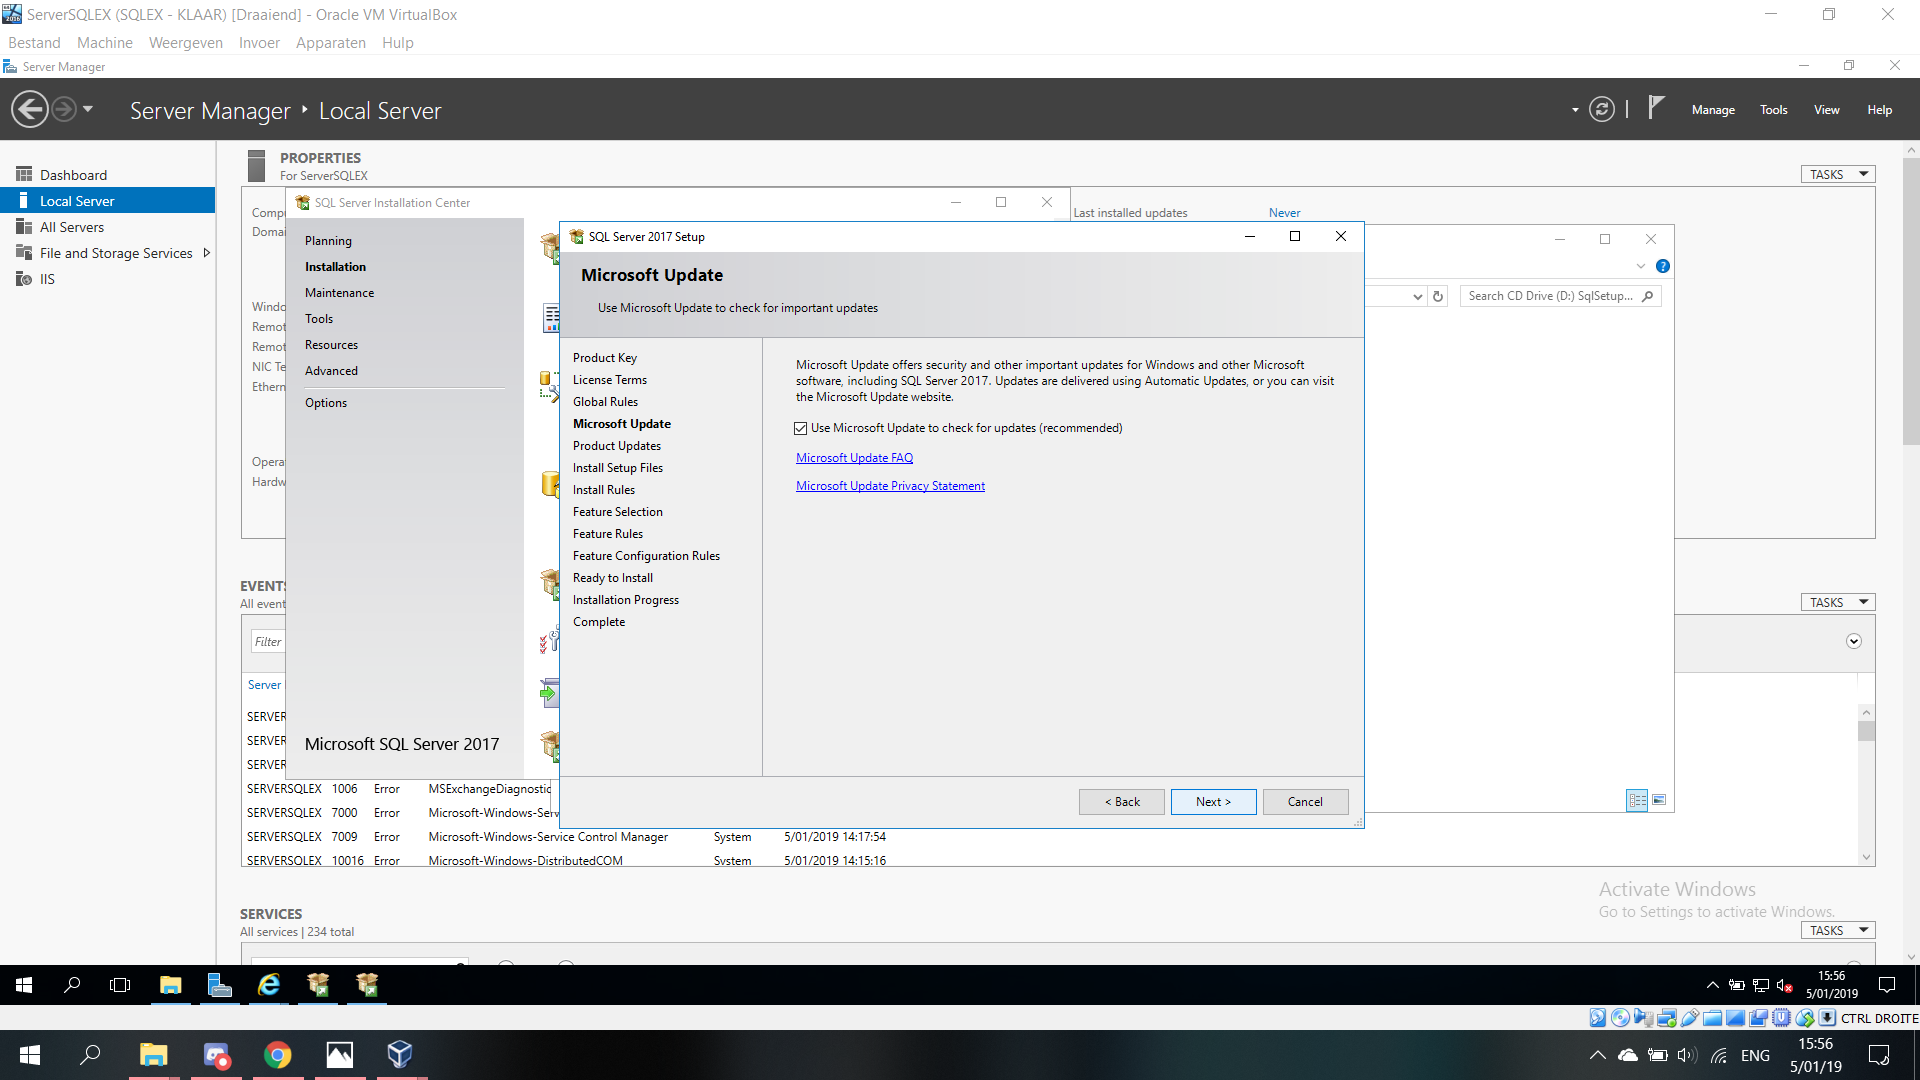 ServerSQLEX (SQLEX - KLAAR) [Draaiend] - Oracle VM VirtualBox
Bestand Machine Weergeven Invoer Apparaten Hulp
Server Manager
Server Manager Local Server
Manage Tools View Help
Dashboard
Local Server
All Servers
File and Storage Services
IIS
PROPERTIES
For ServerSQLEX
TASKS
Last installed updates Never
SQL Server Installation Center
Planning
Installation
Maintenance
Tools
Resources
Advanced
Options
Microsoft SQL Server 2017
SQL Server 2017 Setup
Microsoft Update
Use Microsoft Update to check for important updates
Product Key
License Terms
Global Rules
Microsoft Update
Product Updates
Install Setup Files
Install Rules
Feature Selection
Feature Rules
Feature Configuration Rules
Ready to Install
Installation Progress
Complete
Microsoft Update offers security and other important updates for Windows and other Microsoft
software, including SQL Server 2017. Updates are delivered using Automatic Updates, or you can visit
the Microsoft Update website.
Use Microsoft Update to check for updates (recommended)
Microsoft Update FAQ
Microsoft Update Privacy Statement
< Back Next > Cancel
Search CD Drive (D:) SqlSetup...
Compu
Domai
Windo
Remot
Remot
NIC Te
Ethern
Opera
Hardw
EVENTS
All event
TASKS
Filter
Server
SERVER
SERVER
SERVER
SERVERSQLEX 1006 Error MSExchangeDiagnostic
SERVERSQLEX 7000 Error Microsoft-Windows-Serv
SERVERSQLEX 7009 Error Microsoft-Windows-Service Control Manager System 5/01/2019 14:17:54
SERVERSQLEX 10016 Error Microsoft-Windows-DistributedCOM System 5/01/2019 14:15:16
Activate Windows
Go to Settings to activate Windows.
SERVICES
All services | 234 total
TASKS
15:56
5/01/2019
CTRL DROITE
ENG
15:56
5/01/19